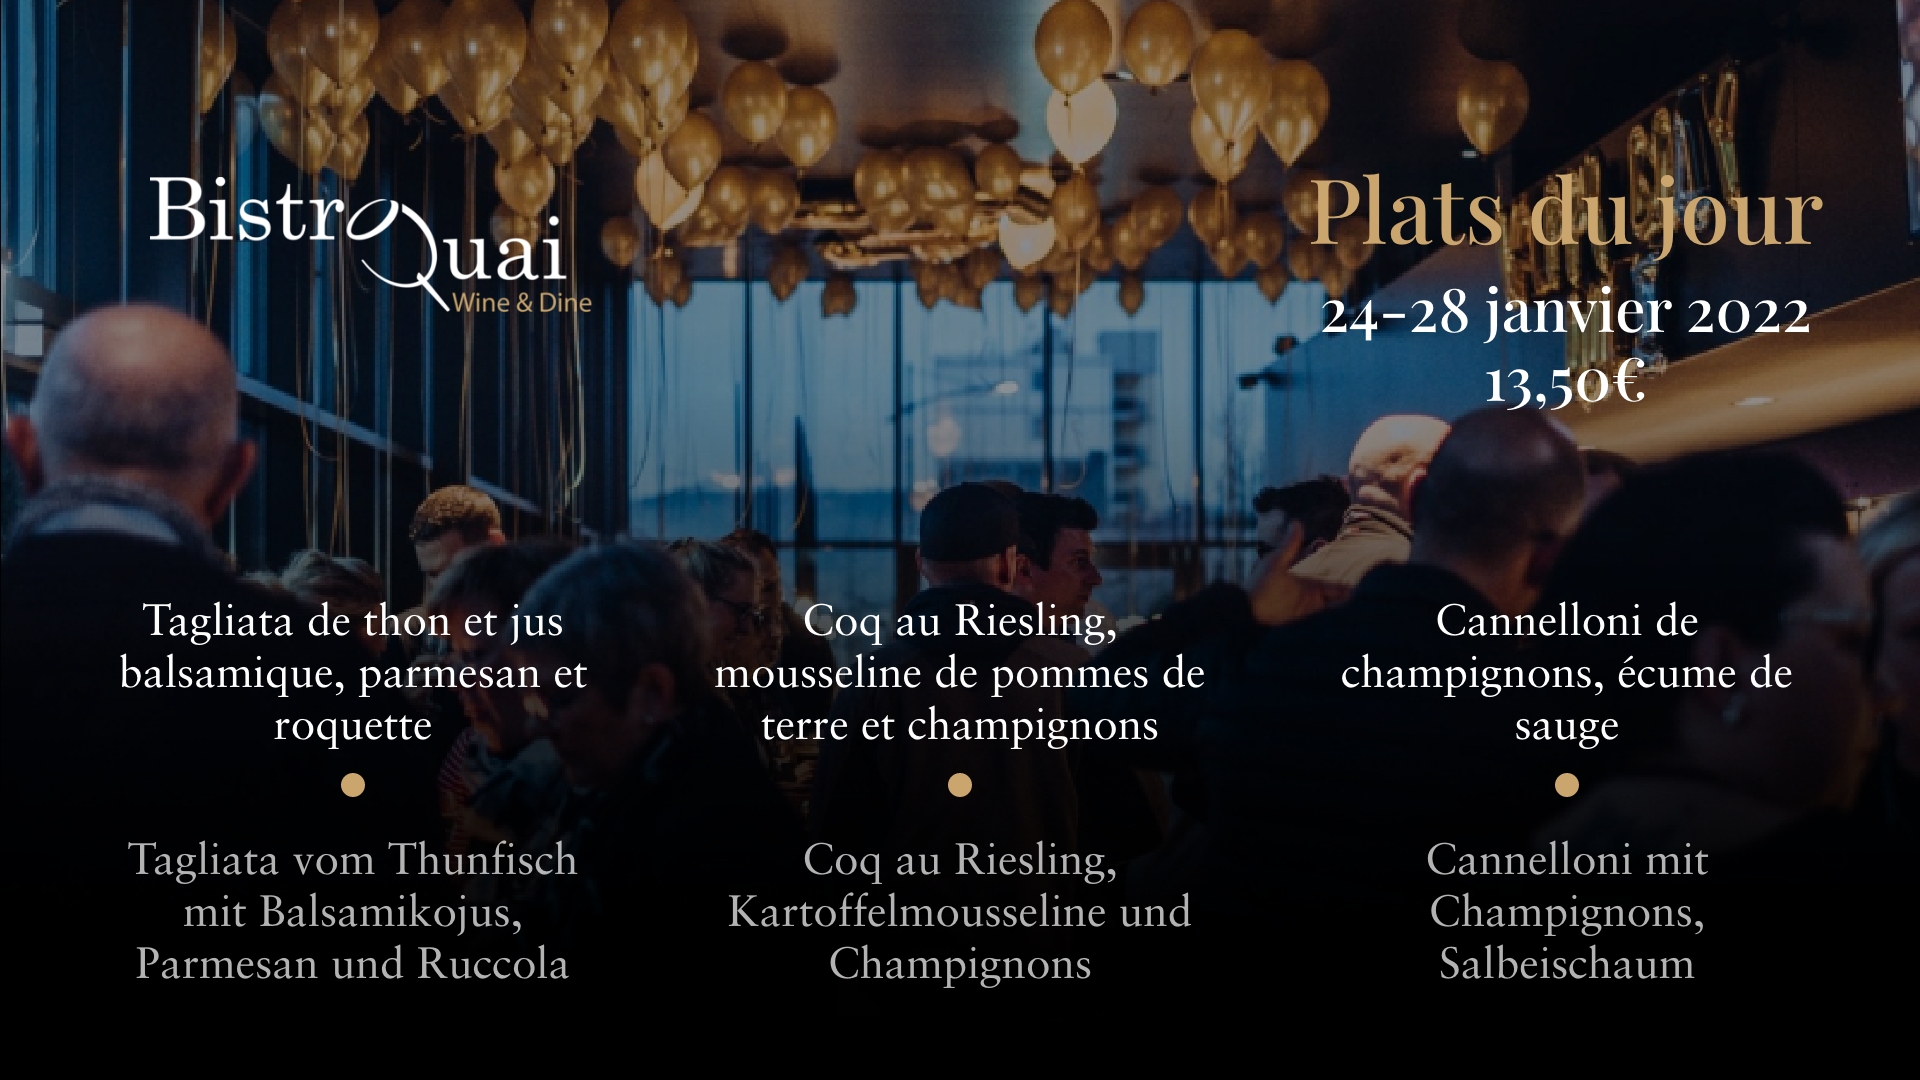 BistroQuai
Wine & Dine
Plats du jour
24-28 janvier 2022
13,50€
Tagliata de thon et jus
balsamique, parmesan et
roquette
Tagliata vom Thunfisch
mit Balsamikojus,
Parmesan und Ruccola
Coq au Riesling,
mousseline de pommes de
terre et champignons
Coq au Riesling,
Kartoffelmousseline und
Champignons
Cannelloni de
champignons, écume de
sauge
Cannelloni mit
Champignons,
Salbeischaum